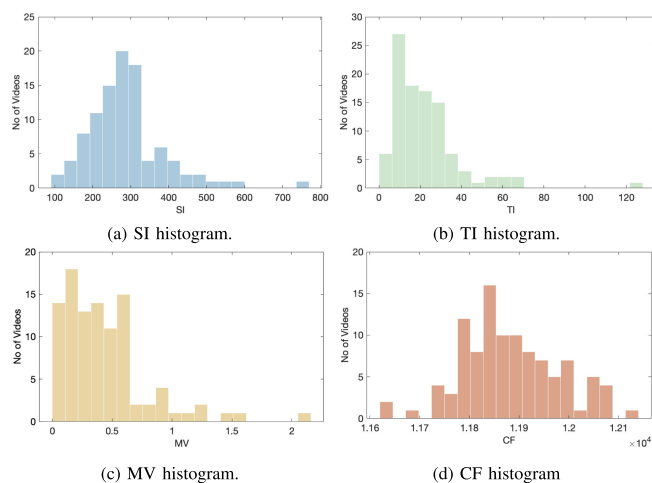 25
20
15
10
5
0
No of Videos
100 200 300 400 500 600 700 800
SI
(a) SI histogram.
30
25
20
15
10
5
0
No of Videos
0 20 40 60 80 100 120
TI
(b) TI histogram.
20
15
10
5
0
No of Videos
0 0.5 1 1.5 2
MV
(c) MV histogram.
20
15
10
5
0
No of Videos
1.16 1.17 1.18 1.19 1.2 1.21
CF
×10⁴
(d) CF histogram